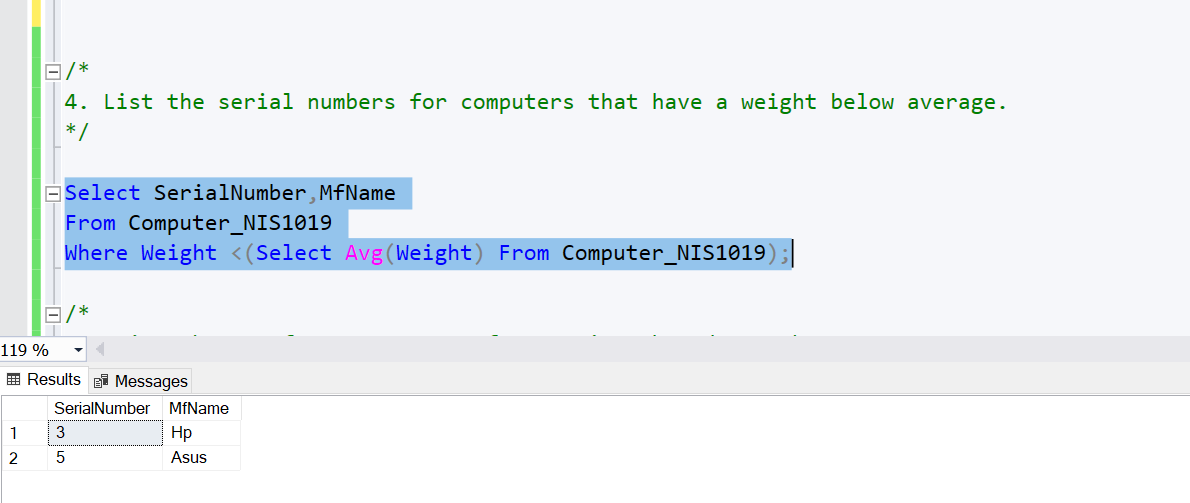 /*
4. List the serial numbers for computers that have a weight below average.
*/
Select SerialNumber,MfName
From Computer_NIS1019
Where Weight <(Select Avg(Weight) From Computer_NIS1019);
/*
119 %
Results Messages
SerialNumber MfName
1 3 Hp
2 5 Asus